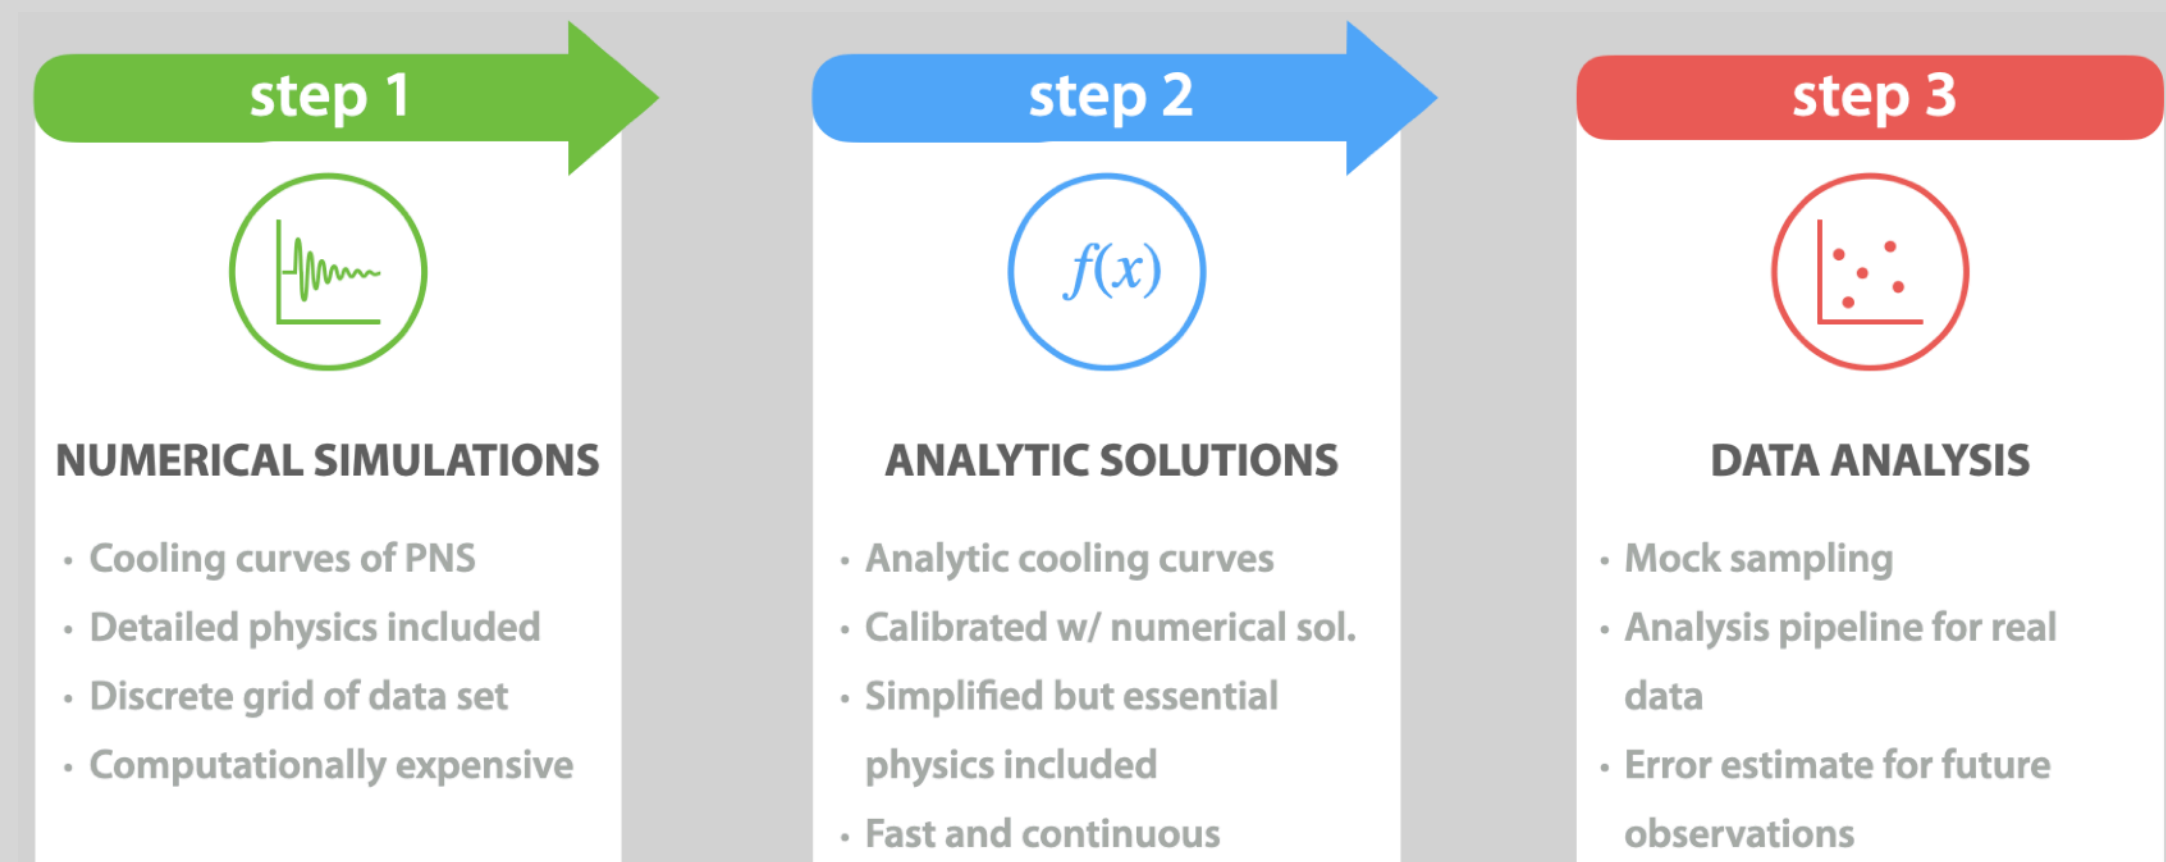 step 1
NUMERICAL SIMULATIONS
· Cooling curves of PNS
· Detailed physics included
· Discrete grid of data set
· Computationally expensive
step 2
f(x)
ANALYTIC SOLUTIONS
· Analytic cooling curves
· Calibrated w/ numerical sol.
· Simplified but essential
physics included
· Fast and continuous
step 3
DATA ANALYSIS
· Mock sampling
· Analysis pipeline for real
data
· Error estimate for future
observations